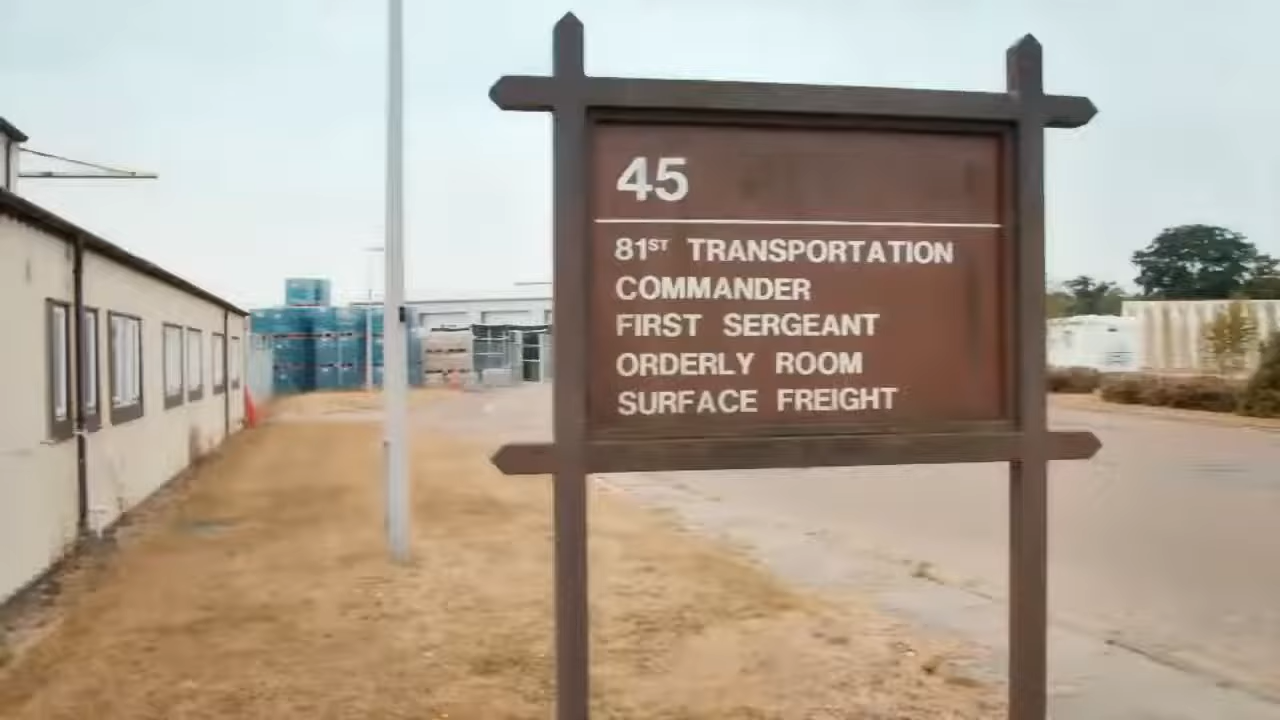 45
81ST TRANSPORTATION
COMMANDER
FIRST SERGEANT
ORDERLY ROOM
SURFACE FREIGHT